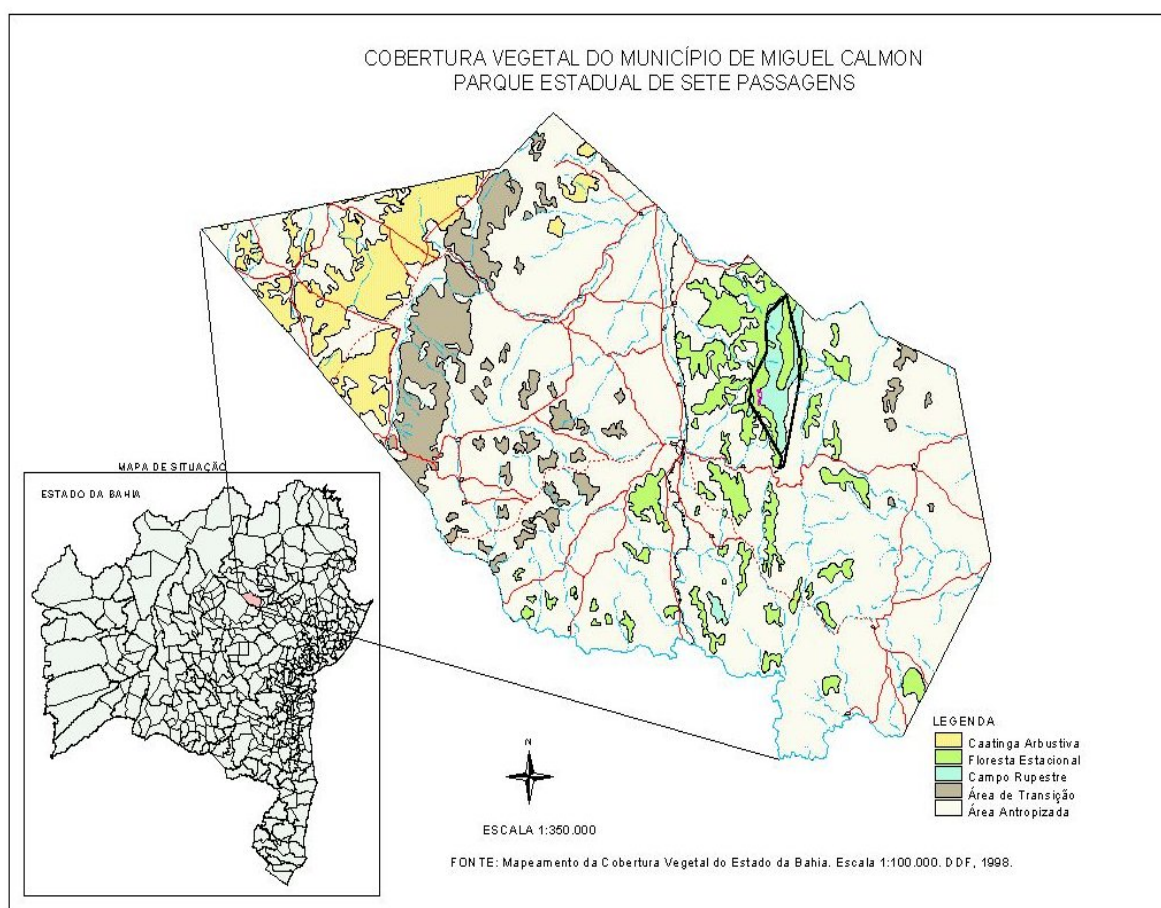 COBERTURA VEGETAL DO MUNICÍPIO DE MIGUEL CALMON
PARQUE ESTADUAL DE SETE PASSAGENS
MAPA DE SITUAÇÃO
ESTADO DA BAHIA
LEGENDA
Caatinga Arbustiva
Floresta Estacional
Campo Rupestre
Área de Transição
Área Antropizada
N
ESCALA 1:350.000
FONTE: Mapeamento da Cobertura Vegetal do Estado da Bahia. Escala 1:100.000. DDF, 1998.